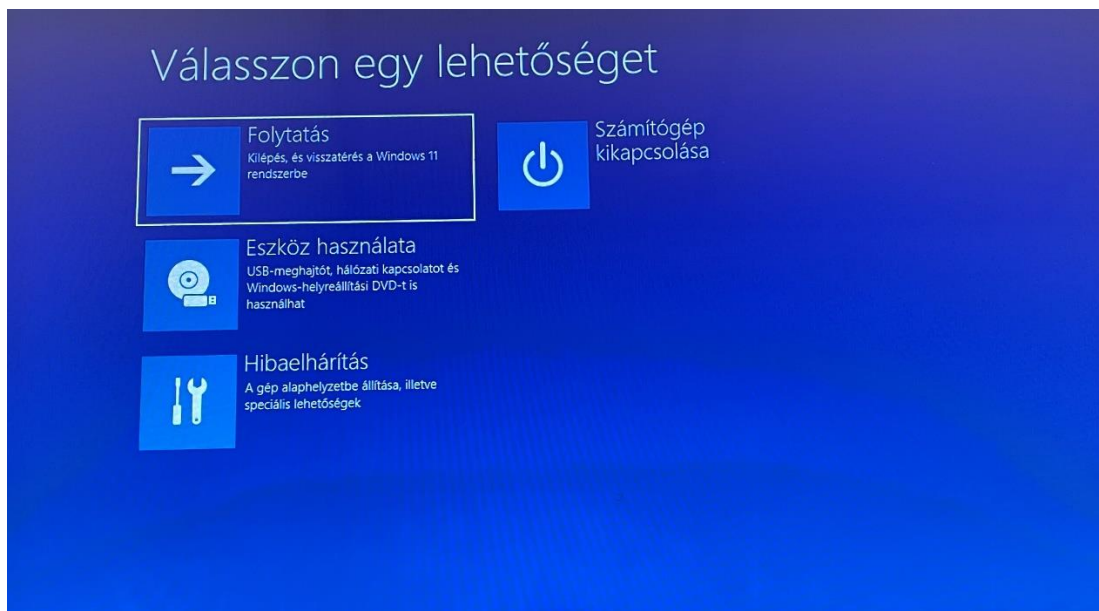 Válasszon egy lehetőséget
Folytatás
Kilépés, és visszatérés a Windows 11
rendszerbe
Számítógép
kikapcsolása
Eszköz használata
USB-meghajtót, hálózati kapcsolatot és
Windows-helyreállítási DVD-t is
használhat
Hibaelhárítás
A gép alaphelyzetbe állítása, illetve
speciális lehetőségek